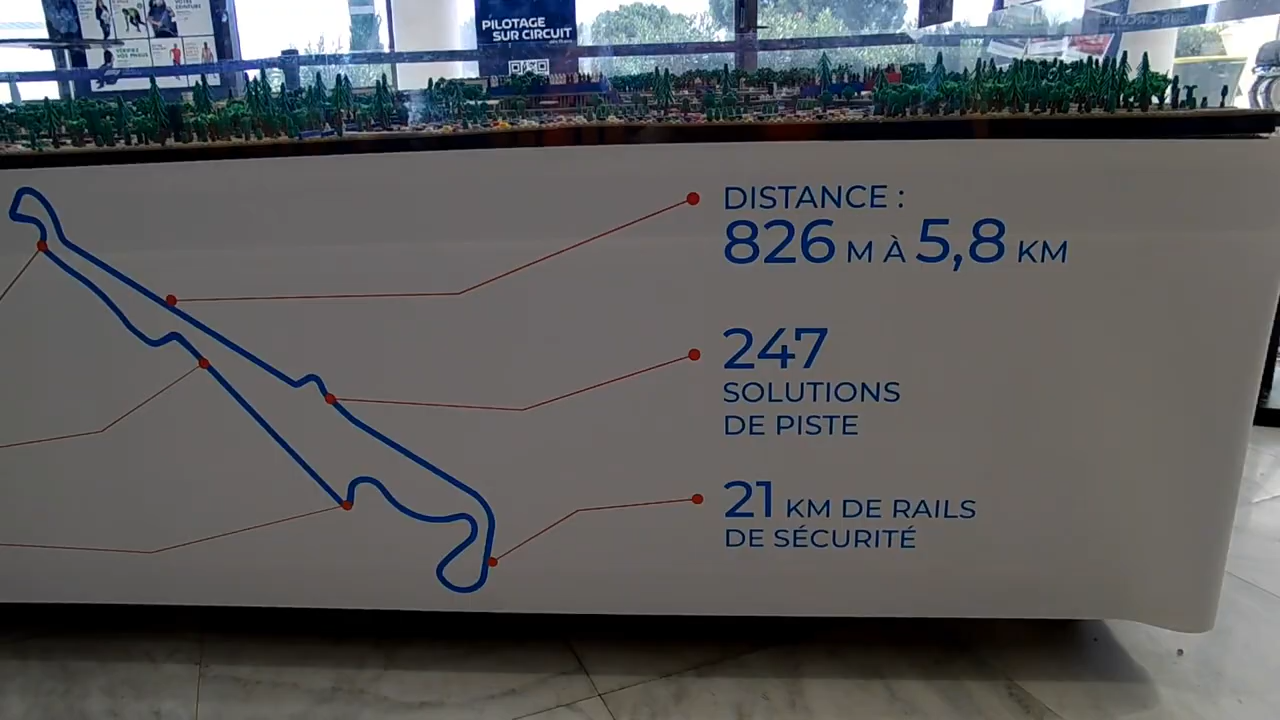 PILOTAGE
SUR CIRCUIT
DISTANCE :
826 M À 5,8 KM
247
SOLUTIONS
DE PISTE
21 KM DE RAILS
DE SÉCURITÉ